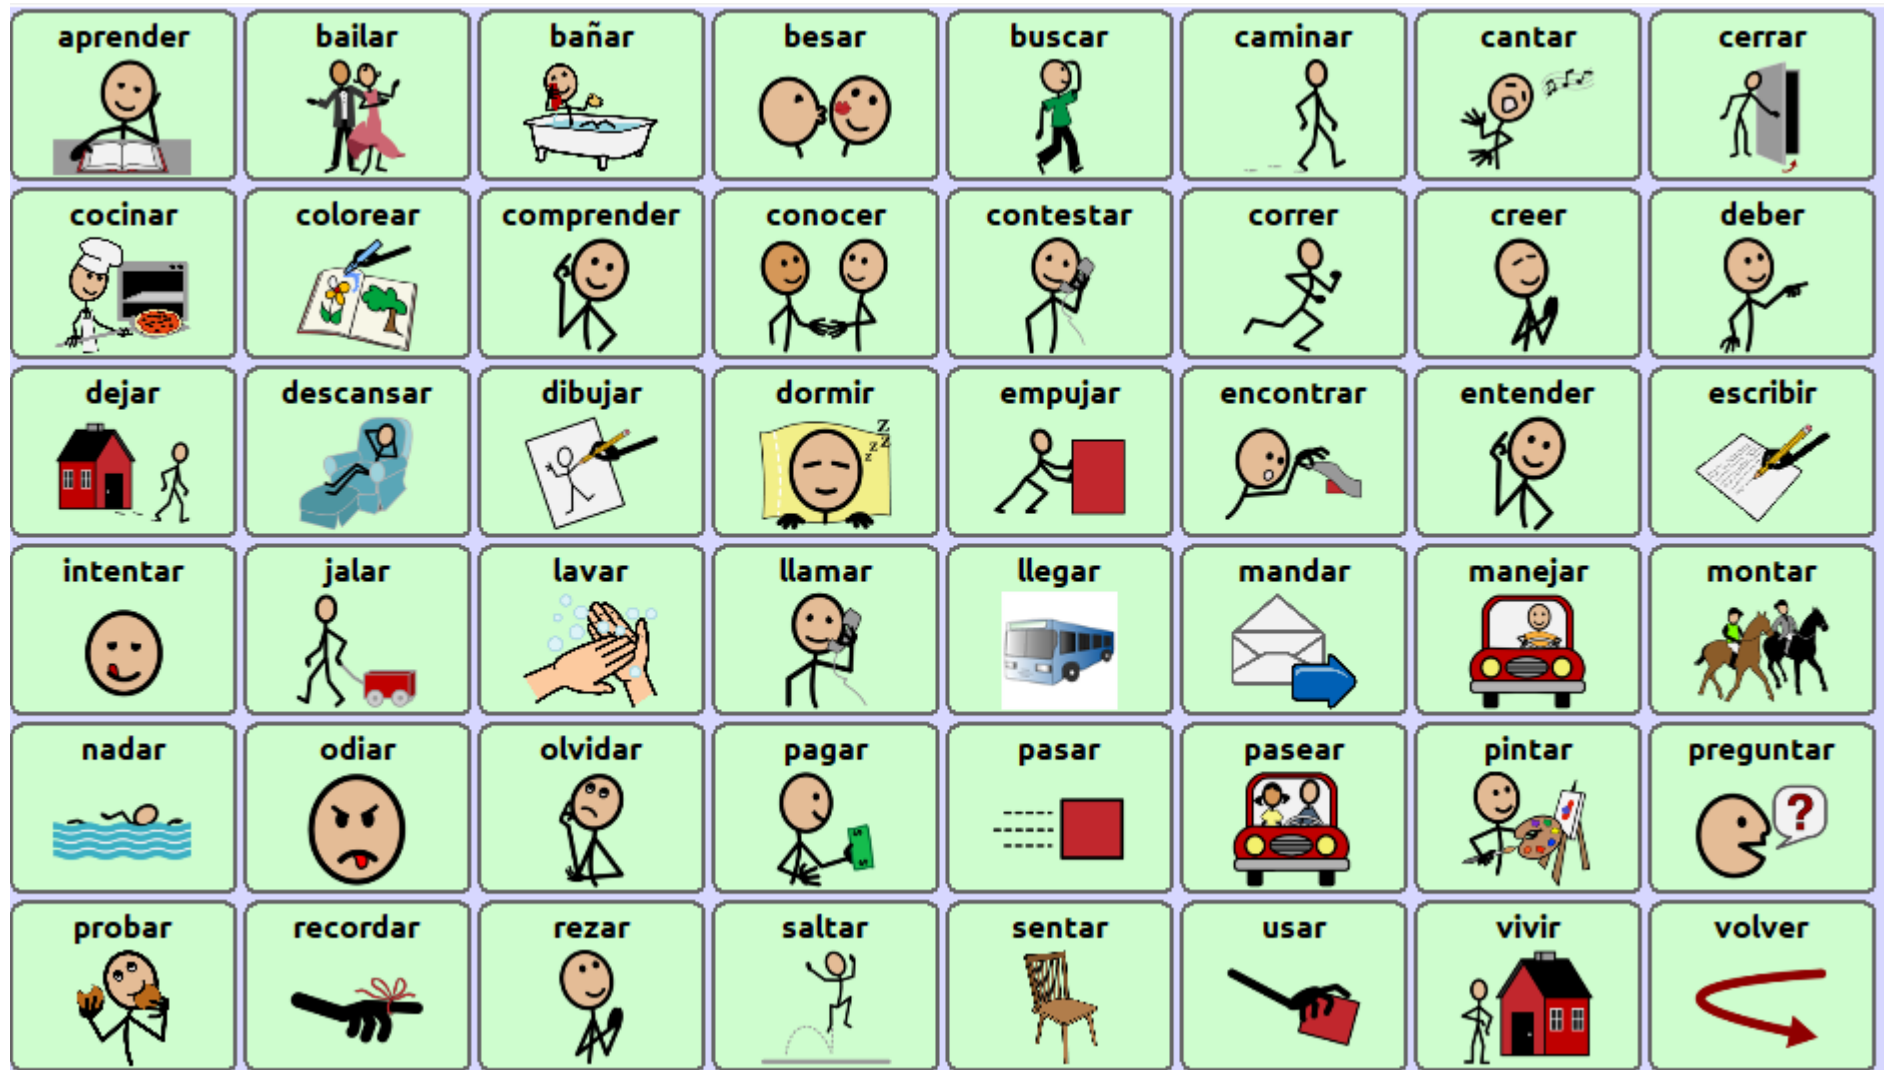 aprender bailar bañar besar buscar caminar cantar cerrar
cocinar colorear comprender conocer contestar correr creer deber
dejar descansar dibujar dormir empujar encontrar entender escribir
z z z Z
intentar jalar lavar llamar llegar mandar manejar montar
nadar odiar olvidar pagar pasar pasear pintar preguntar
?
probar recordar rezar saltar sentar usar vivir volver